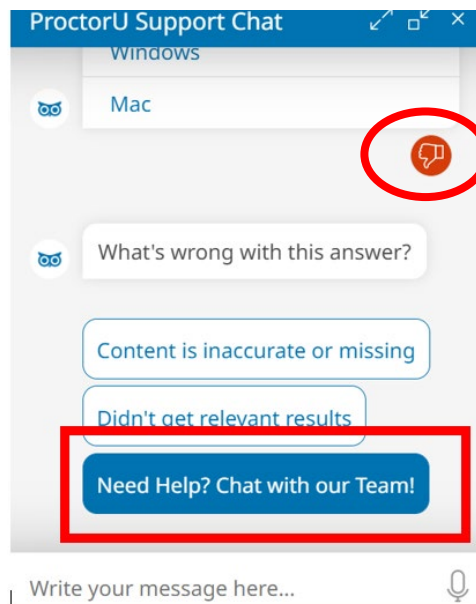 ProctorU Support Chat
Windows
Mac
What's wrong with this answer?
Content is inaccurate or missing
Didn't get relevant results
Need Help? Chat with our Team!
Write your message here...